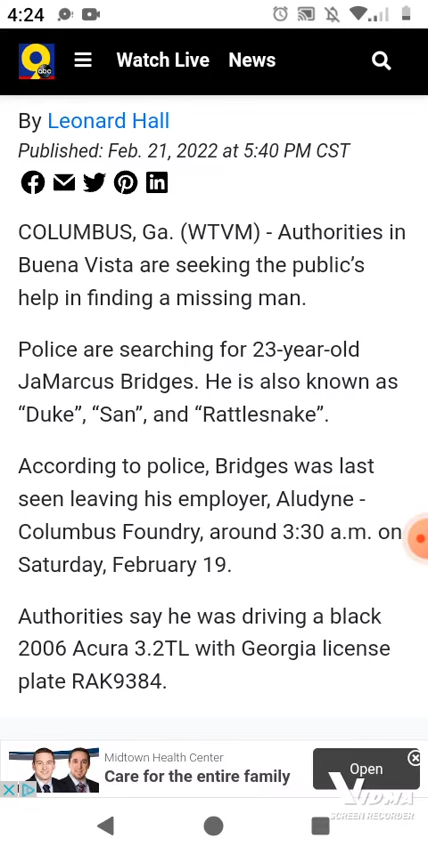 4:24
9
abc
Watch Live News
By Leonard Hall
Published: Feb. 21, 2022 at 5:40 PM CST
COLUMBUS, Ga. (WTVM) - Authorities in
Buena Vista are seeking the public's
help in finding a missing man.
Police are searching for 23-year-old
JaMarcus Bridges. He is also known as
“Duke”, “San”, and “Rattlesnake”.
According to police, Bridges was last
seen leaving his employer, Aludyne -
Columbus Foundry, around 3:30 a.m. on
Saturday, February 19.
Authorities say he was driving a black
2006 Acura 3.2TL with Georgia license
plate RAK9384.
Midtown Health Center
Care for the entire family
Open
VIDMA
SCREEN RECORDER